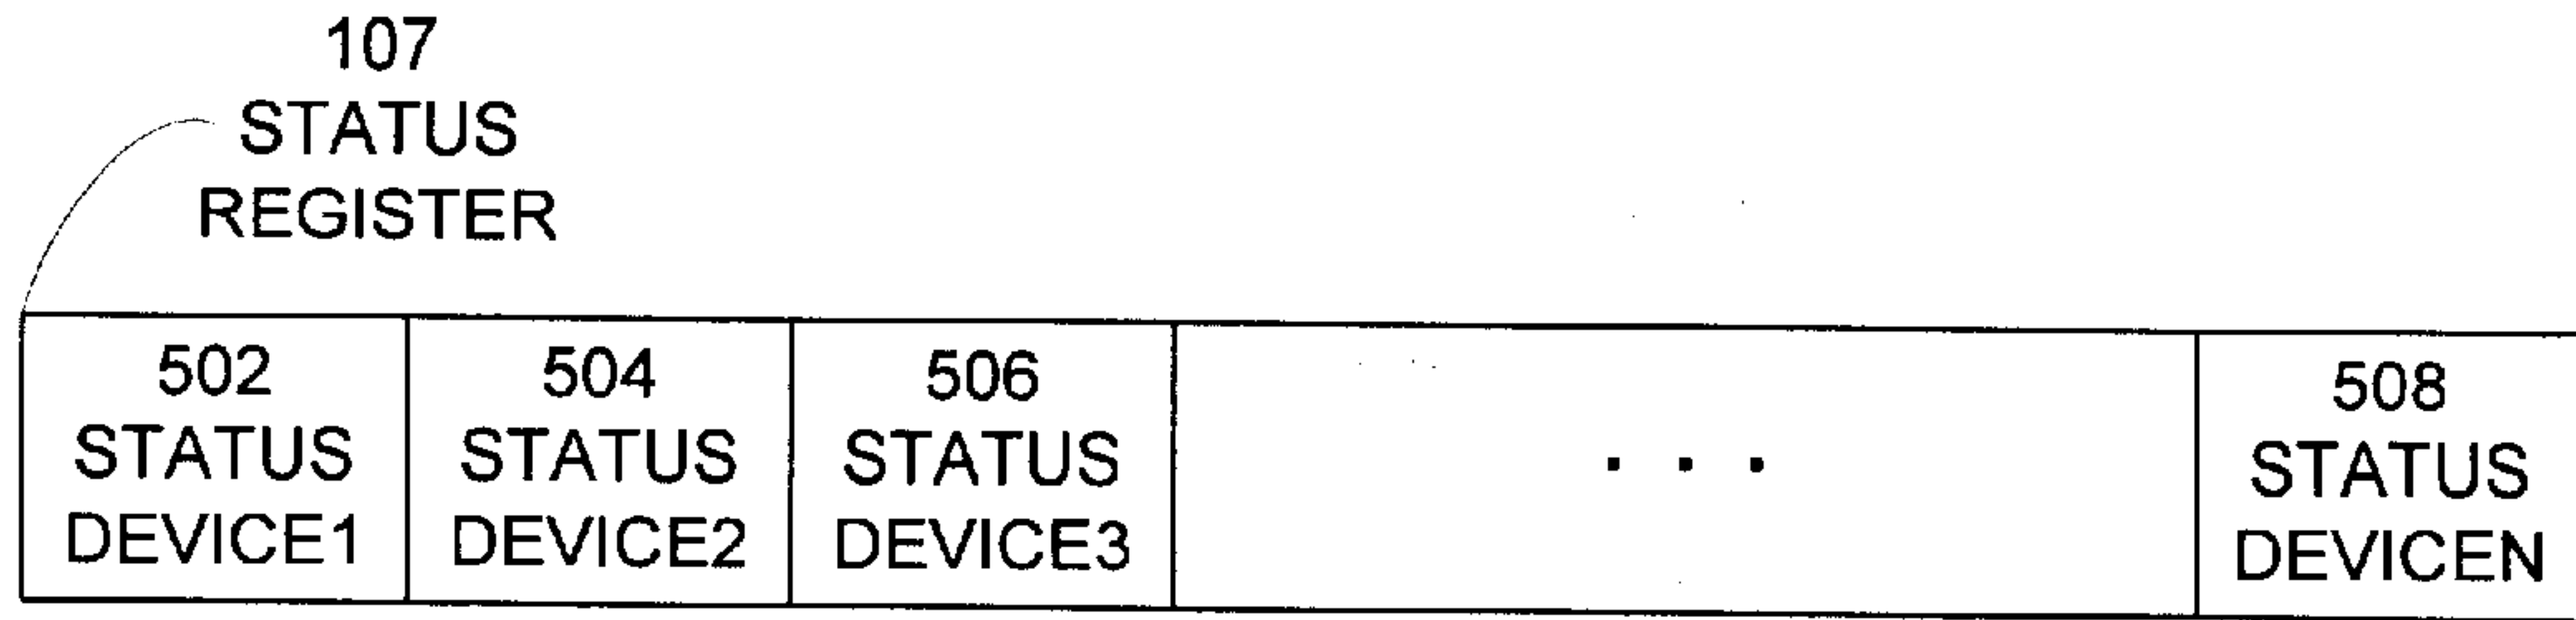 107
STATUS
REGISTER
502
STATUS
DEVICE1
504
STATUS
DEVICE2
506
STATUS
DEVICE3
. . .
508
STATUS
DEVICEN